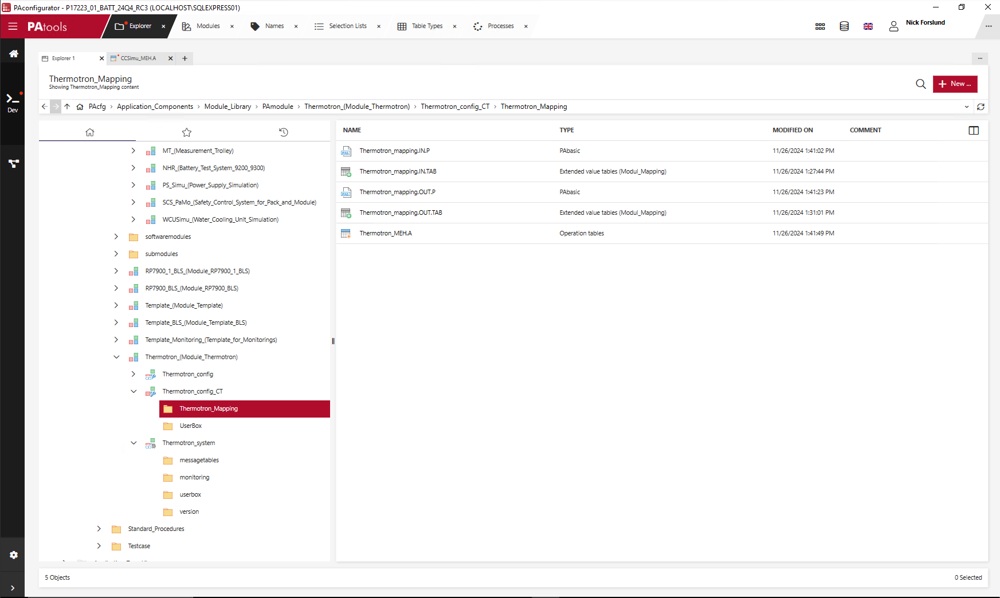 PAconfigurator - P17223_01_BATT_24Q4_RC3 (LOCALHOST\SQLEXPRESS01)
PAtools
Explorer
Modules
Names
Selection Lists
Table Types
Processes
Nick Forslund
Explorer 1
CCSimu_MEH.A
Thermotron_Mapping
Showing Thermotron_Mapping content
New ...
Dev
PAcfg > Application_Components > Module_Library > PAmodule > Thermotron_(Module_Thermotron) > Thermotron_config_CT > Thermotron_Mapping
MT_(Measurement_Trolley)
NHR_(Battery_Test_System_9200_9300)
PS_Simu_(Power_Supply_Simulation)
SCS_PaMo_(Safety_Control_System_for_Pack_and_Module)
WCUSimu_(Water_Cooling_Unit_Simulation)
softwaremodules
submodules
RP7900_1_BLS_(Module_RP7900_1_BLS)
RP7900_BLS_(Module_RP7900_BLS)
Template_(Module_Template)
Template_BLS_(Module_Template_BLS)
Template_Monitoring_(Template_for_Monitorings)
Thermotron_(Module_Thermotron)
Thermotron_config
Thermotron_config_CT
Thermotron_Mapping
UserBox
Thermotron_system
messagetables
monitoring
userbox
version
Standard_Procedures
Testcase
NAME TYPE MODIFIED ON COMMENT
Thermotron_mapping.IN.P PAbasic 11/26/2024 1:41:02 PM
Thermotron_mapping.IN.TAB Extended value tables (Modul_Mapping) 11/26/2024 1:27:44 PM
Thermotron_mapping.OUT.P PAbasic 11/26/2024 1:41:23 PM
Thermotron_mapping.OUT.TAB Extended value tables (Modul_Mapping) 11/26/2024 1:31:01 PM
Thermotron_MEH.A Operation tables 11/26/2024 1:41:49 PM
5 Objects
0 Selected